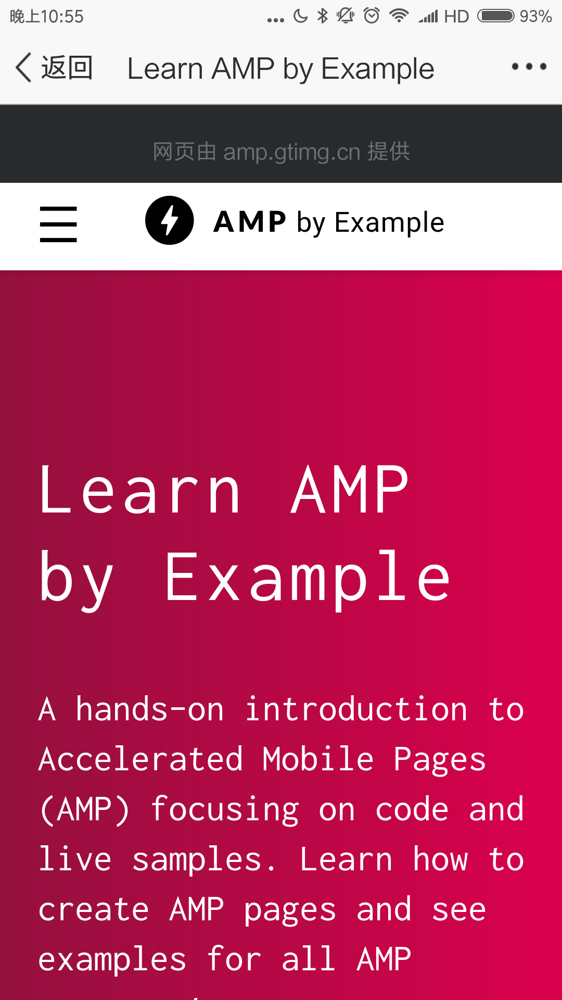 晚上10:55
HD
93%
返回
Learn AMP by Example
网页由 amp.gtimg.cn 提供
AMP by Example
Learn AMP
by Example
A hands-on introduction to
Accelerated Mobile Pages
(AMP) focusing on code and
live samples. Learn how to
create AMP pages and see
examples for all AMP